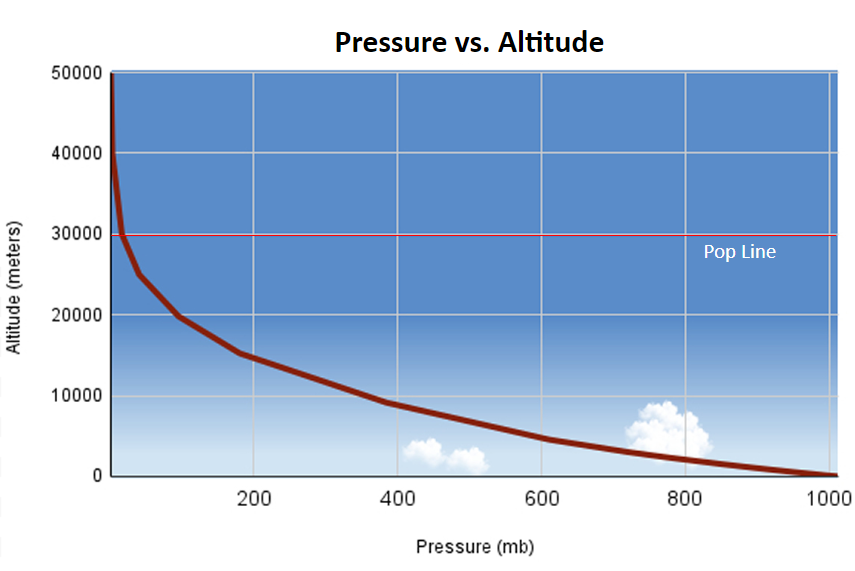 Pressure vs. Altitude
50000
40000
30000
20000
10000
0
Altitude (meters)
Pop Line
200 400 600 800 1000
Pressure (mb)